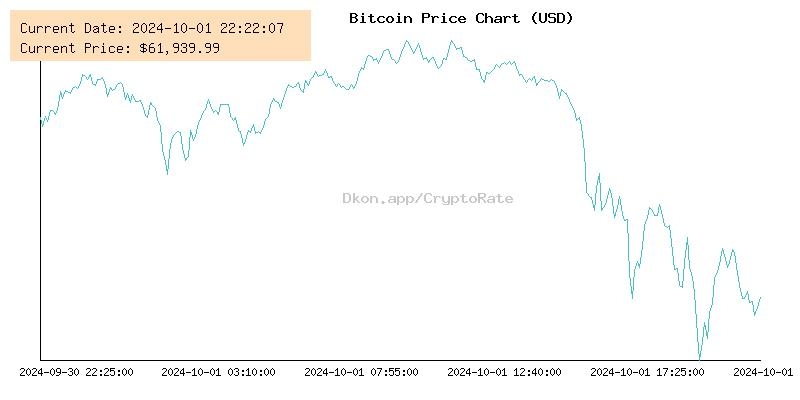 Bitcoin Price Chart (USD)
Current Date: 2024-10-01 22:22:07
Current Price: $61,939.99
Dkon.app/CryptoRate
2024-09-30 22:25:00 2024-10-01 03:10:00 2024-10-01 07:55:00 2024-10-01 12:40:00 2024-10-01 17:25:00 2024-10-01